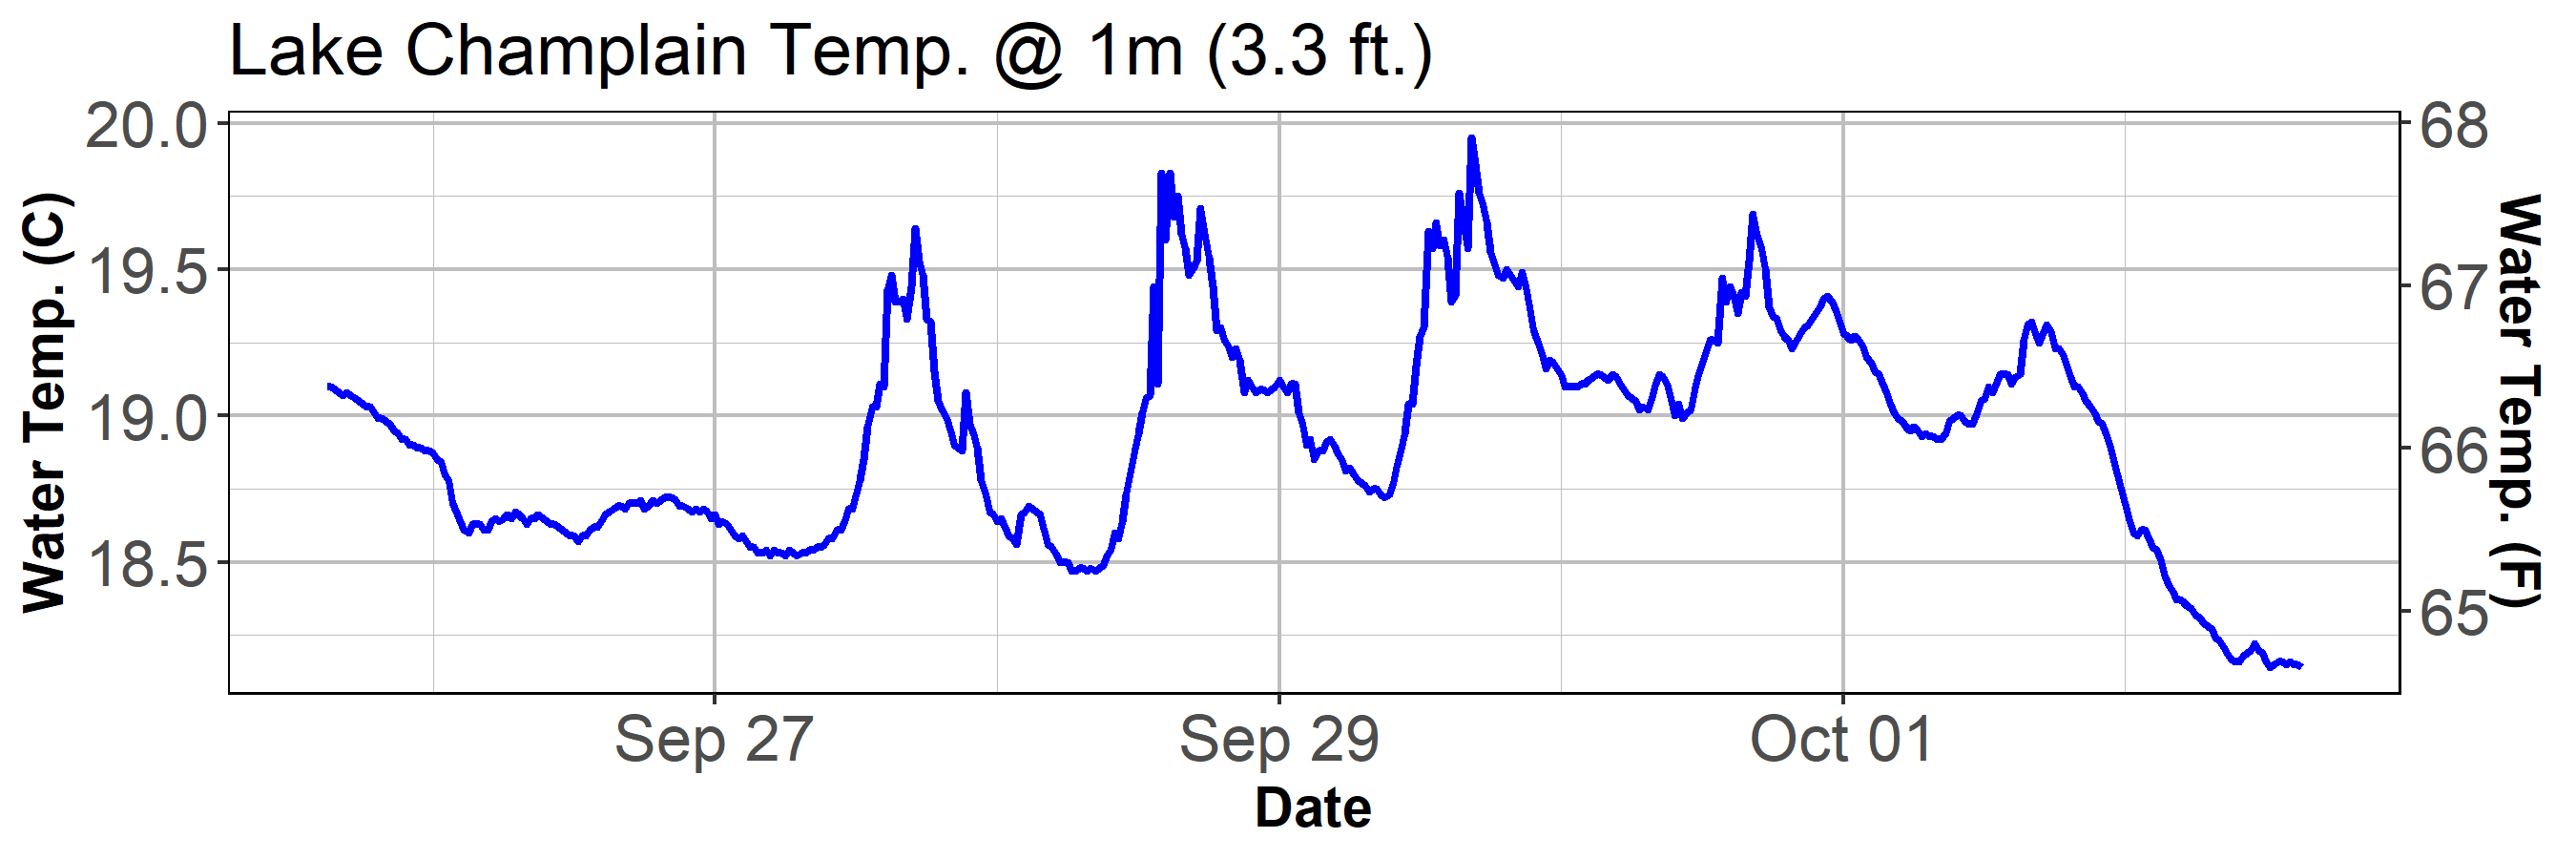 Lake Champlain Temp. @ 1m (3.3 ft.)
Water Temp. (C)
20.0
19.5
19.0
18.5
68
67
66
65
Water Temp. (F)
Sep 27 Sep 29 Oct 01
Date